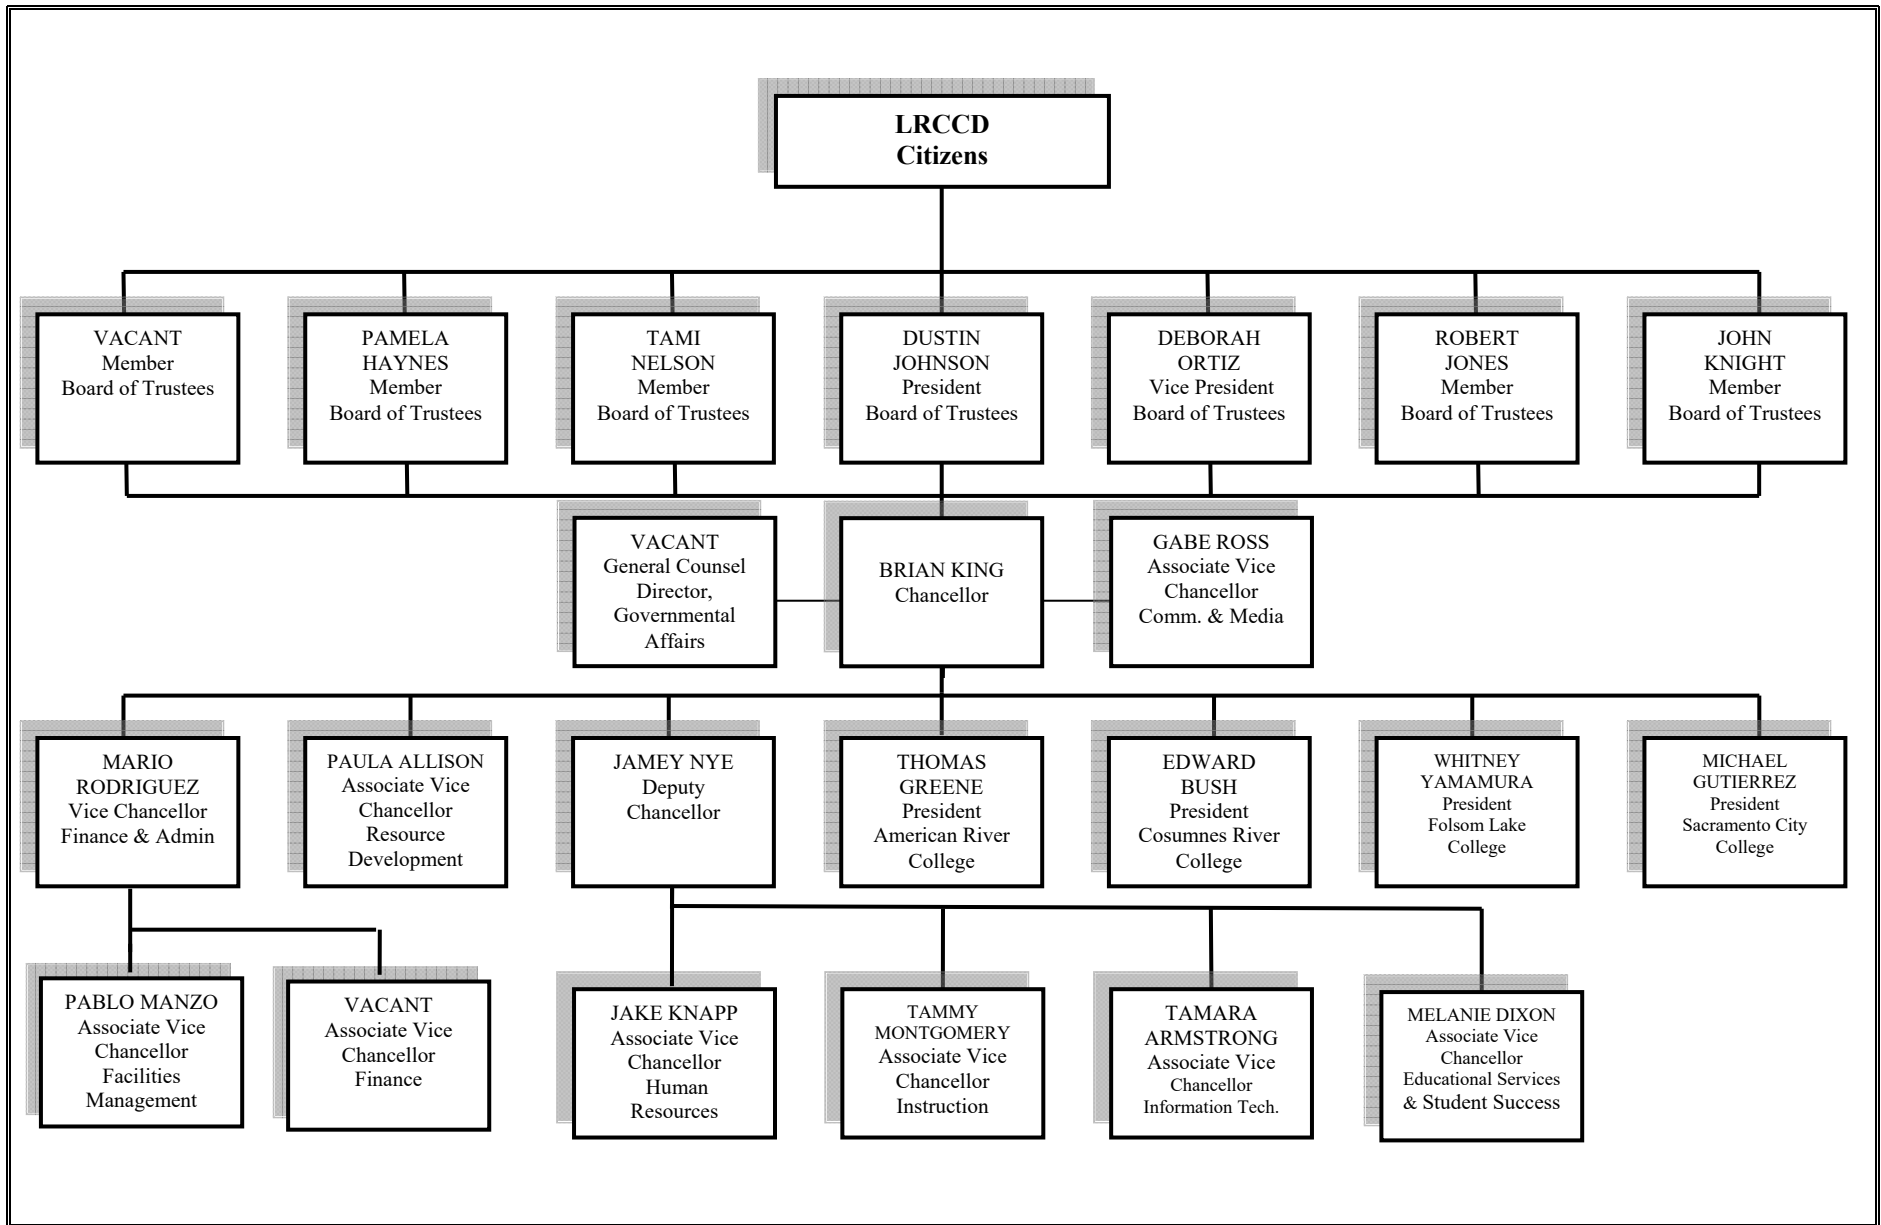 LRCCD
Citizens
VACANT
Member
Board of Trustees
PAMELA
HAYNES
Member
Board of Trustees
TAMI
NELSON
Member
Board of Trustees
DUSTIN
JOHNSON
President
Board of Trustees
DEBORAH
ORTIZ
Vice President
Board of Trustees
ROBERT
JONES
Member
Board of Trustees
JOHN
KNIGHT
Member
Board of Trustees
VACANT
General Counsel
Director,
Governmental
Affairs
BRIAN KING
Chancellor
GABE ROSS
Associate Vice
Chancellor
Comm. & Media
MARIO
RODRIGUEZ
Vice Chancellor
Finance & Admin
PAULA ALLISON
Associate Vice
Chancellor
Resource
Development
JAMEY NYE
Deputy
Chancellor
THOMAS
GREENE
President
American River
College
EDWARD
BUSH
President
Cosumnes River
College
WHITNEY
YAMAMURA
President
Folsom Lake
College
MICHAEL
GUTIERREZ
President
Sacramento City
College
PABLO MANZO
Associate Vice
Chancellor
Facilities
Management
VACANT
Associate Vice
Chancellor
Finance
JAKE KNAPP
Associate Vice
Chancellor
Human
Resources
TAMMY
MONTGOMERY
Associate Vice
Chancellor
Instruction
TAMARA
ARMSTRONG
Associate Vice
Chancellor
Information Tech.
MELANIE DIXON
Associate Vice
Chancellor
Educational Services
& Student Success